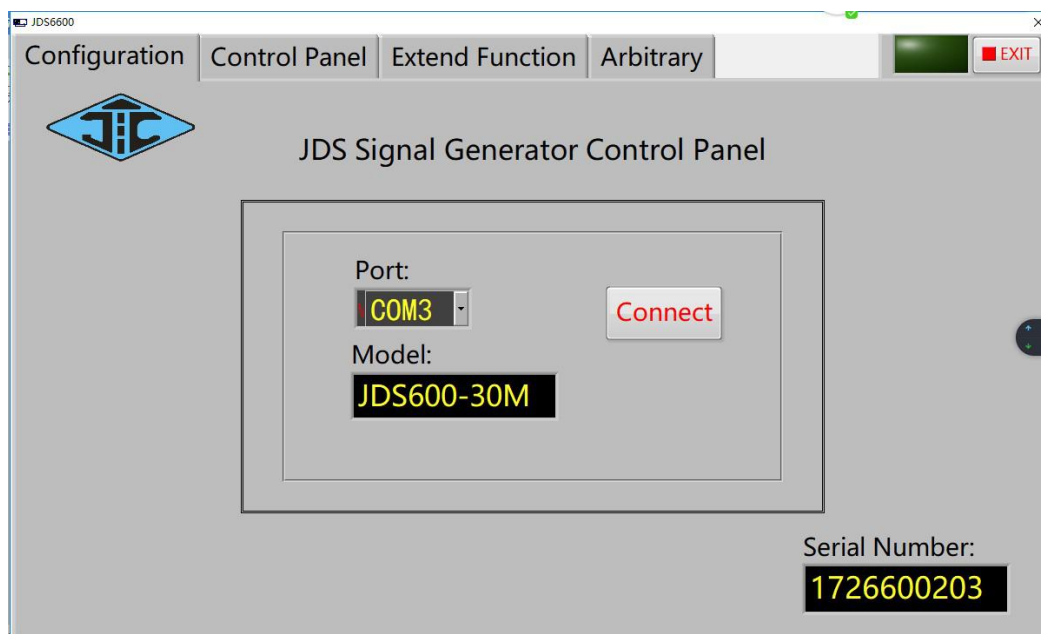 JDS6600
Configuration Control Panel Extend Function Arbitrary EXIT
JDS Signal Generator Control Panel
Port:
COM3
Connect
Model:
JDS600-30M
Serial Number:
1726600203